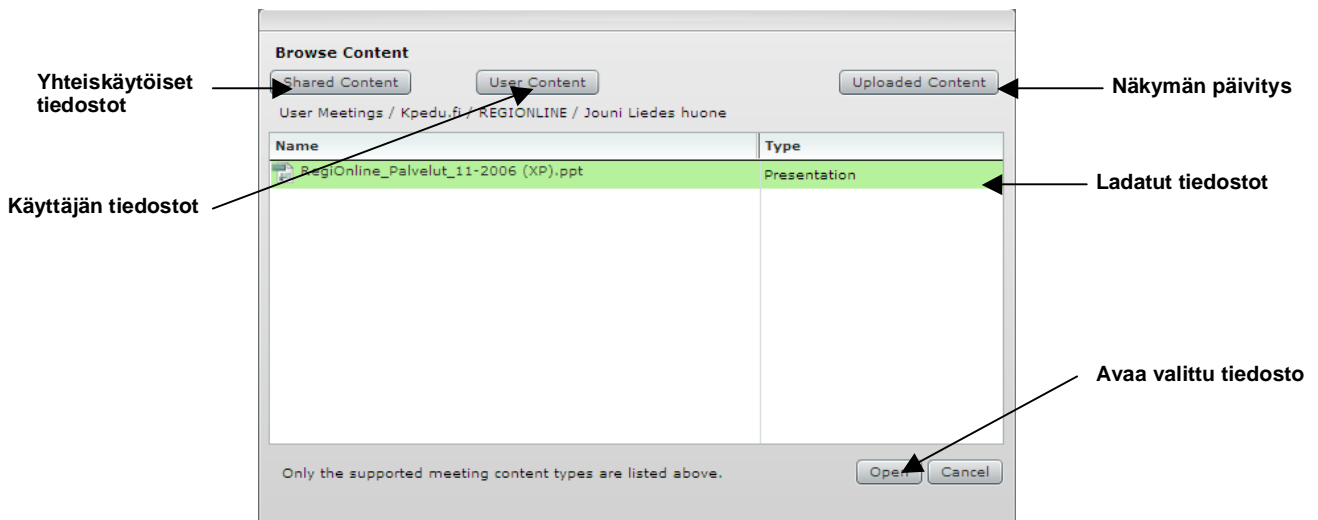 Browse Content
Yhteiskäytöiset
tiedostot
Shared Content
User Content
Uploaded Content
Näkymän päivitys
User Meetings / Kpedu.fi / REGIONLINE / Jouni Liedes huone
Name
Type
RegiOnline_Palvelut_11-2006 (XP).ppt
Presentation
Ladatut tiedostot
Käyttäjän tiedostot
Avaa valittu tiedosto
Only the supported meeting content types are listed above.
Open
Cancel